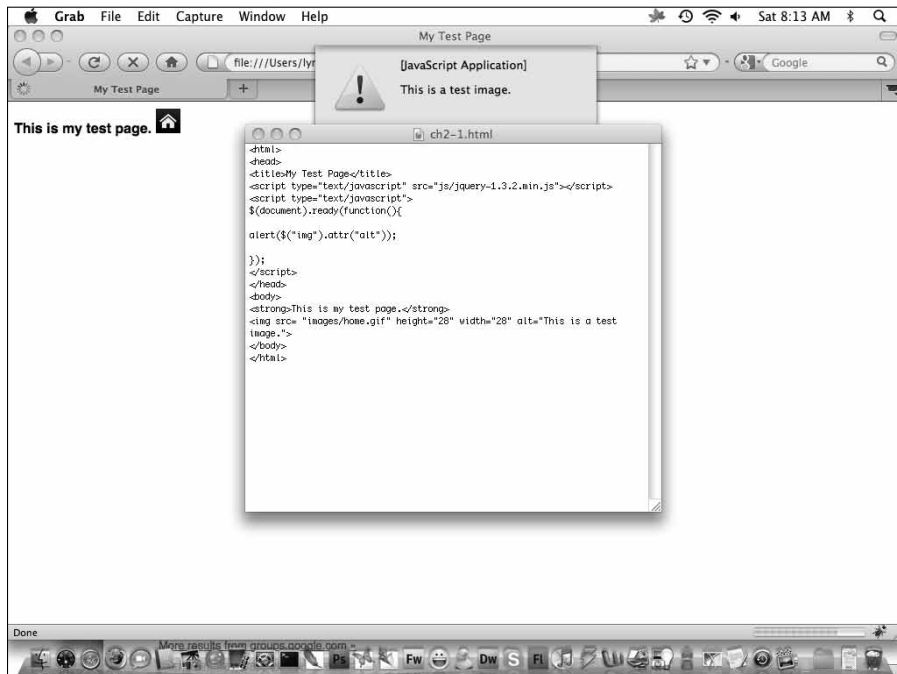 Grab File Edit Capture Window Help Sat 8:13 AM
My Test Page
file:///Users/lyr
Google
My Test Page +
[JavaScript Application]
This is a test image.
This is my test page.
ch2-1.html
<html>
<head>
<title>My Test Page</title>
<script type="text/javascript" src="js/jquery-1.3.2.min.js"></script>
<script type="text/javascript">
$(document).ready(function(){
alert($("img").attr("alt"));
});
</script>
</head>
<body>
<strong>This is my test page.</strong>
<img src= "images/home.gif" height="28" width="28" alt="This is a test
image.">
</body>
</html>
Done
More results from groups.google.com »
Ps Fw Dw S Fl